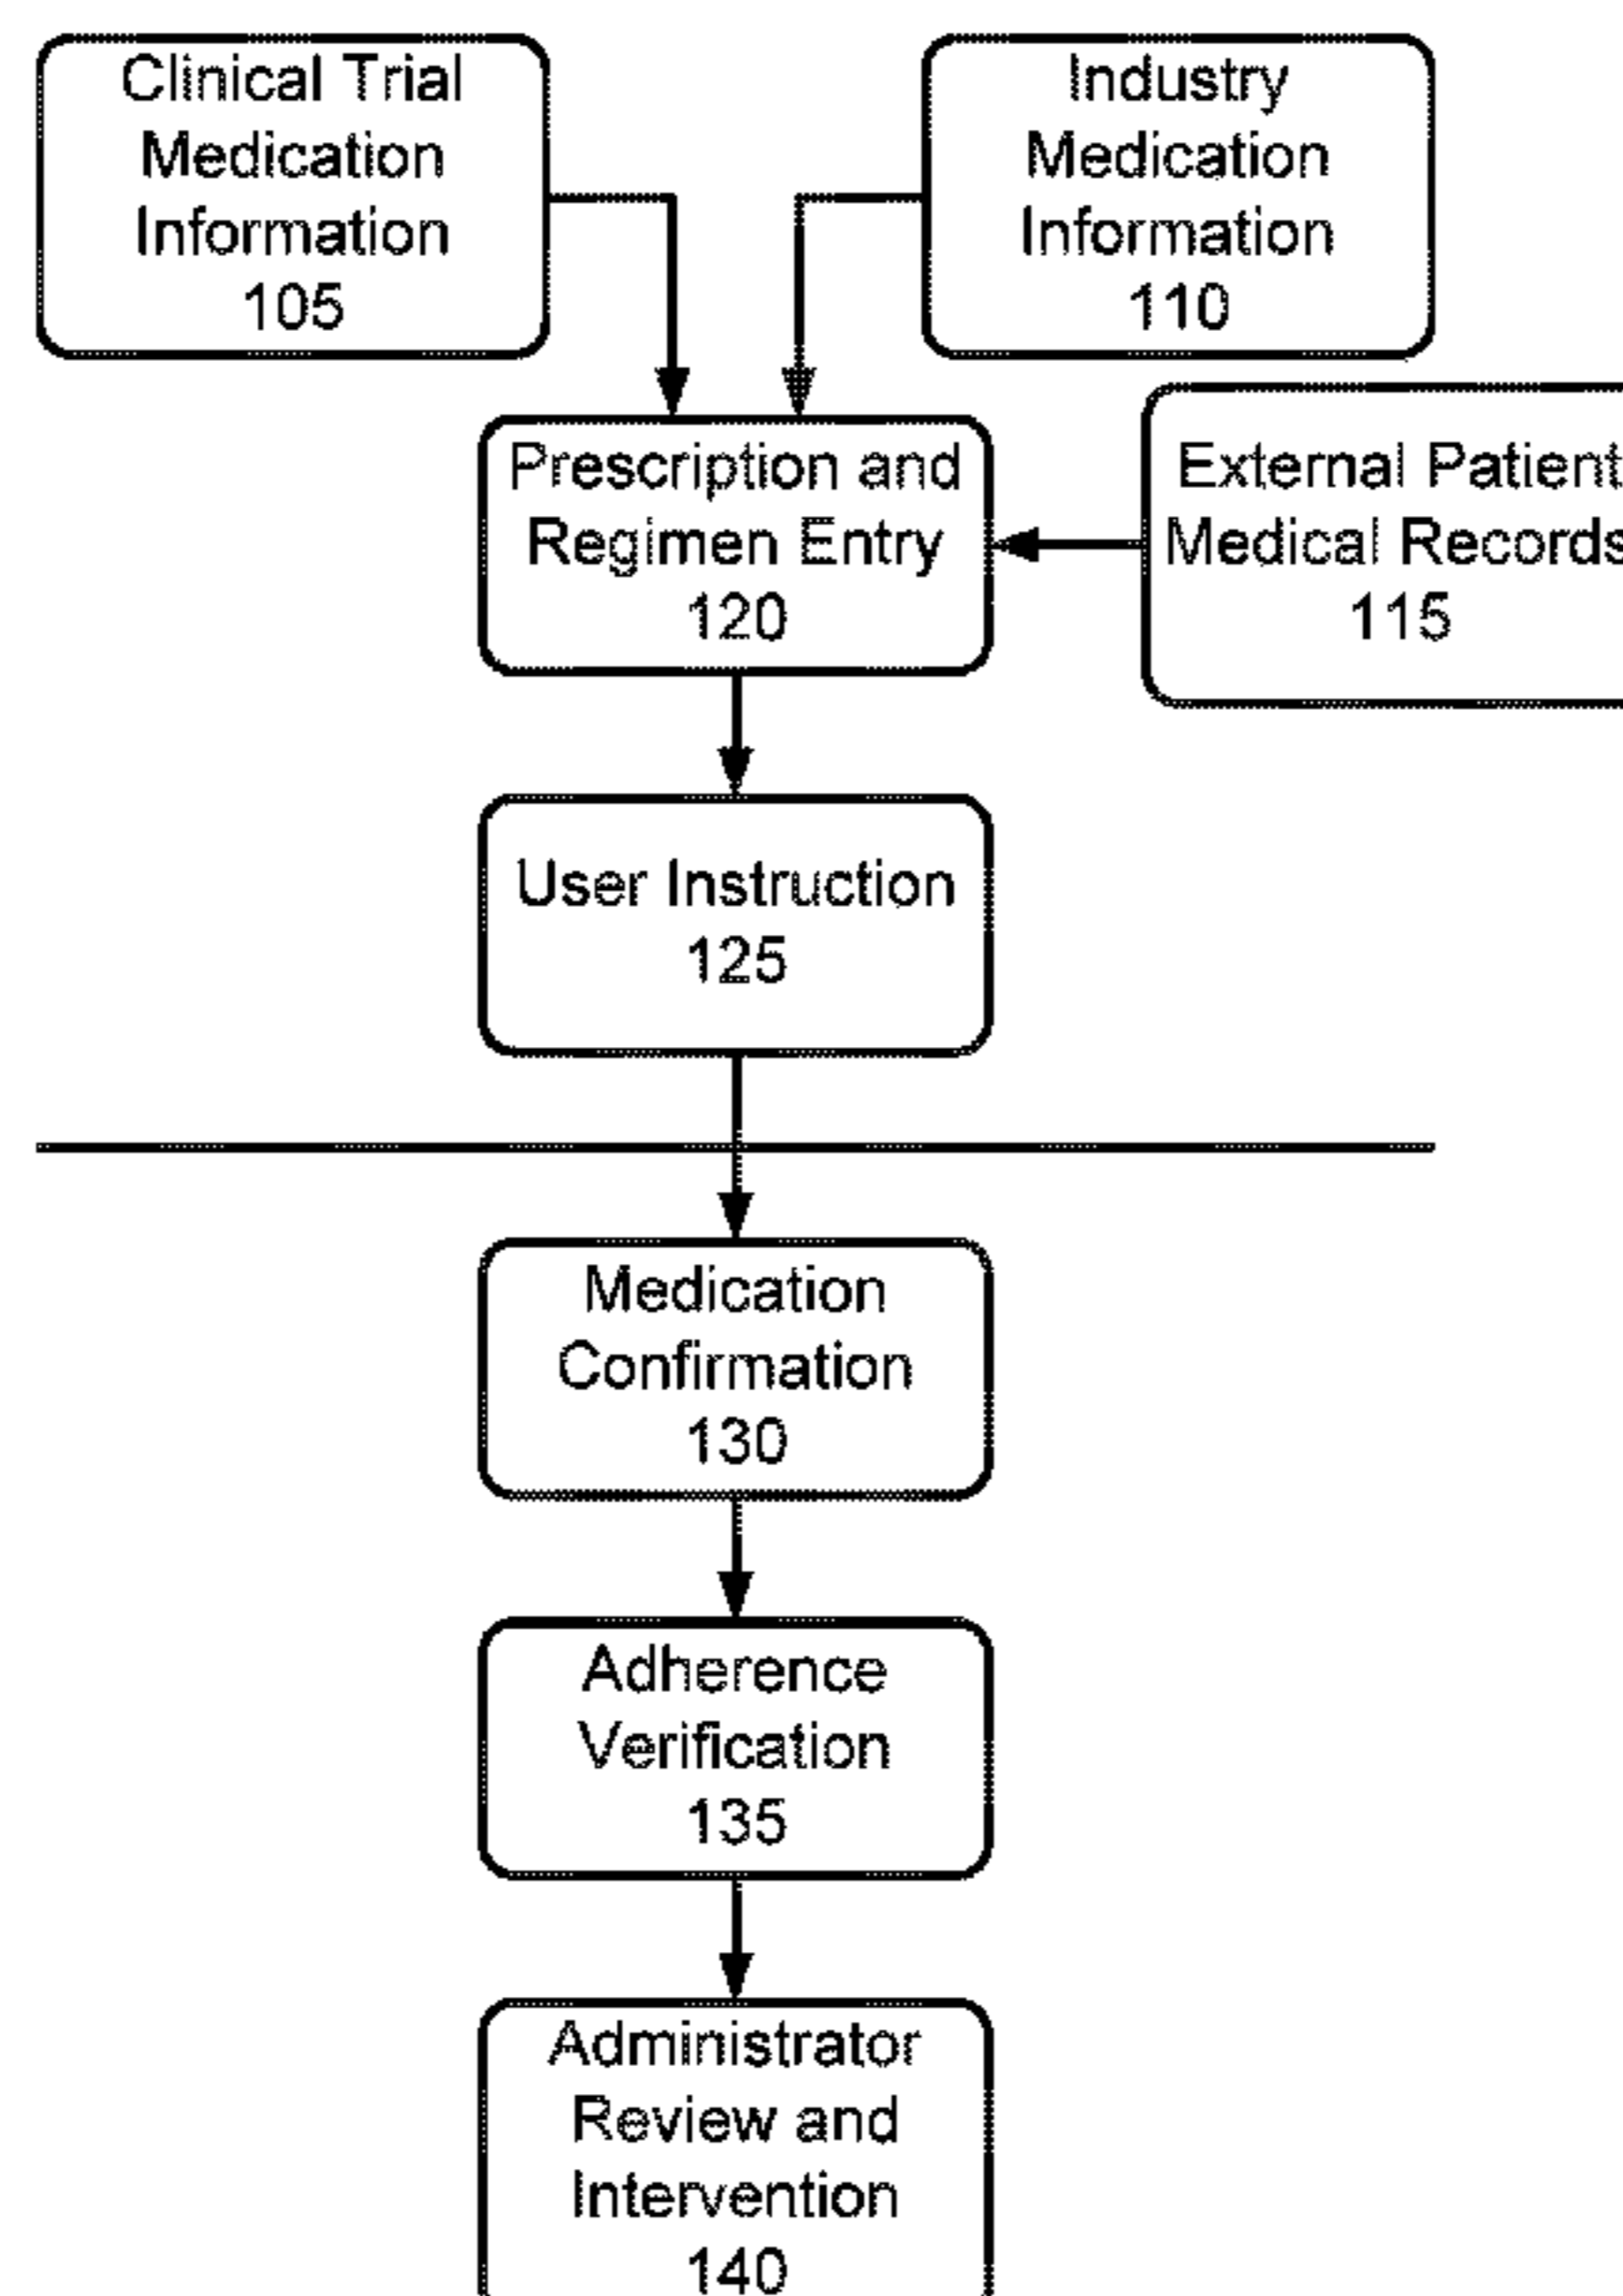 Clinical Trial
Medication
Information
105
Industry
Medication
Information
110
Prescription and
Regimen Entry
120
External Patient
Medical Records
115
User Instruction
125
Medication
Confirmation
130
Adherence
Verification
135
Administrator
Review and
Intervention
140